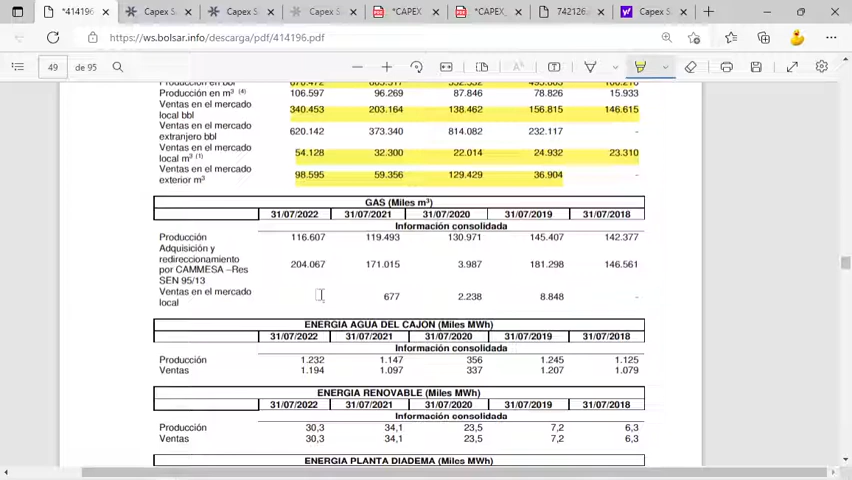 *414196
Capex S
Capex S
Capex S
*CAPEX
*CAPEX,
742126.
Capex S
https://ws.bolsar.info/descarga/pdf/414196.pdf
49 de 95
Producción en m³ (4) 106.597 96.269 87.846 78.826 15.933
Ventas en el mercado
local bbl 340.453 203.164 138.462 156.815 146.615
Ventas en el mercado
extranjero bbl 620.142 373.340 814.082 232.117 -
Ventas en el mercado
local m³ (1) 54.128 32.300 22.014 24.932 23.310
Ventas en el mercado
exterior m³ 98.595 59.356 129.429 36.904 -
GAS (Miles m³)
31/07/2022 31/07/2021 31/07/2020 31/07/2019 31/07/2018
Información consolidada
Producción 116.607 119.493 130.971 145.407 142.377
Adquisición y
redireccionamiento
por CAMMESA –Res 204.067 171.015 3.987 181.298 146.561
SEN 95/13
Ventas en el mercado
local 677 2.238 8.848 -
ENERGIA AGUA DEL CAJON (Miles MWh)
31/07/2022 31/07/2021 31/07/2020 31/07/2019 31/07/2018
Información consolidada
Producción 1.232 1.147 356 1.245 1.125
Ventas 1.194 1.097 337 1.207 1.079
ENERGIA RENOVABLE (Miles MWh)
31/07/2022 31/07/2021 31/07/2020 31/07/2019 31/07/2018
Información consolidada
Producción 30,3 34,1 23,5 7,2 6,3
Ventas 30,3 34,1 23,5 7,2 6,3
ENERGIA PLANTA DIADEMA (Miles MWh)